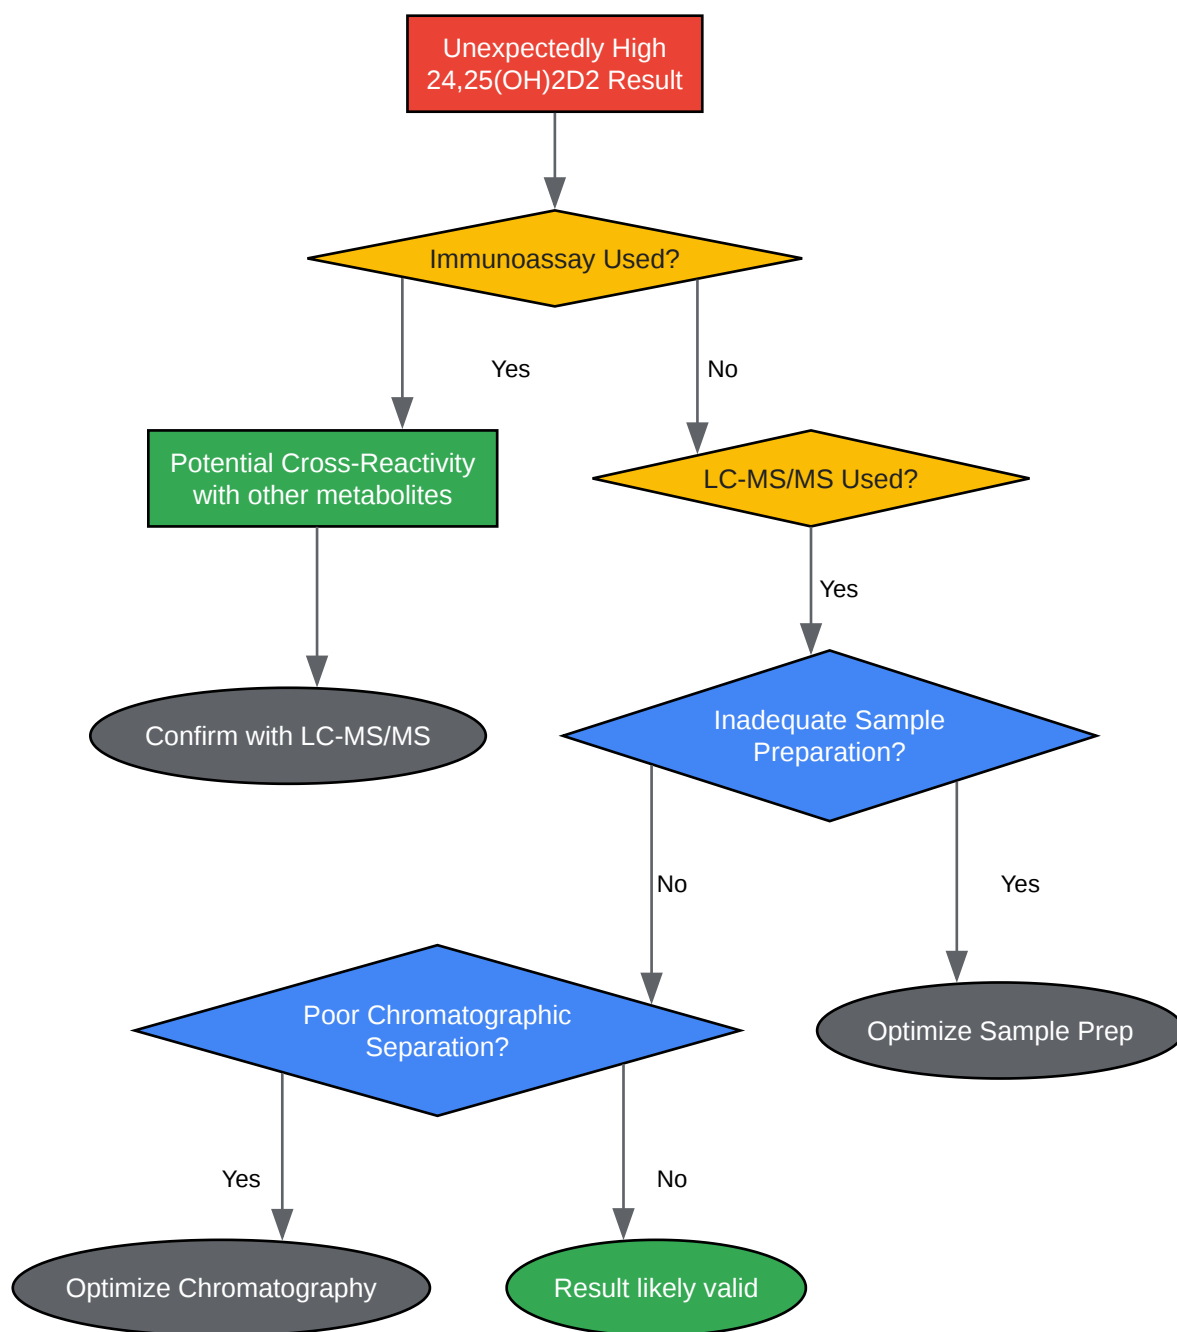 Unexpectedly High
24,25(OH)2D2 Result
Immunoassay Used?
Yes
No
Potential Cross-Reactivity
with other metabolites
LC-MS/MS Used?
Yes
Confirm with LC-MS/MS
Inadequate Sample
Preparation?
No
Yes
Poor Chromatographic
Separation?
Optimize Sample Prep
Yes
No
Optimize Chromatography
Result likely valid